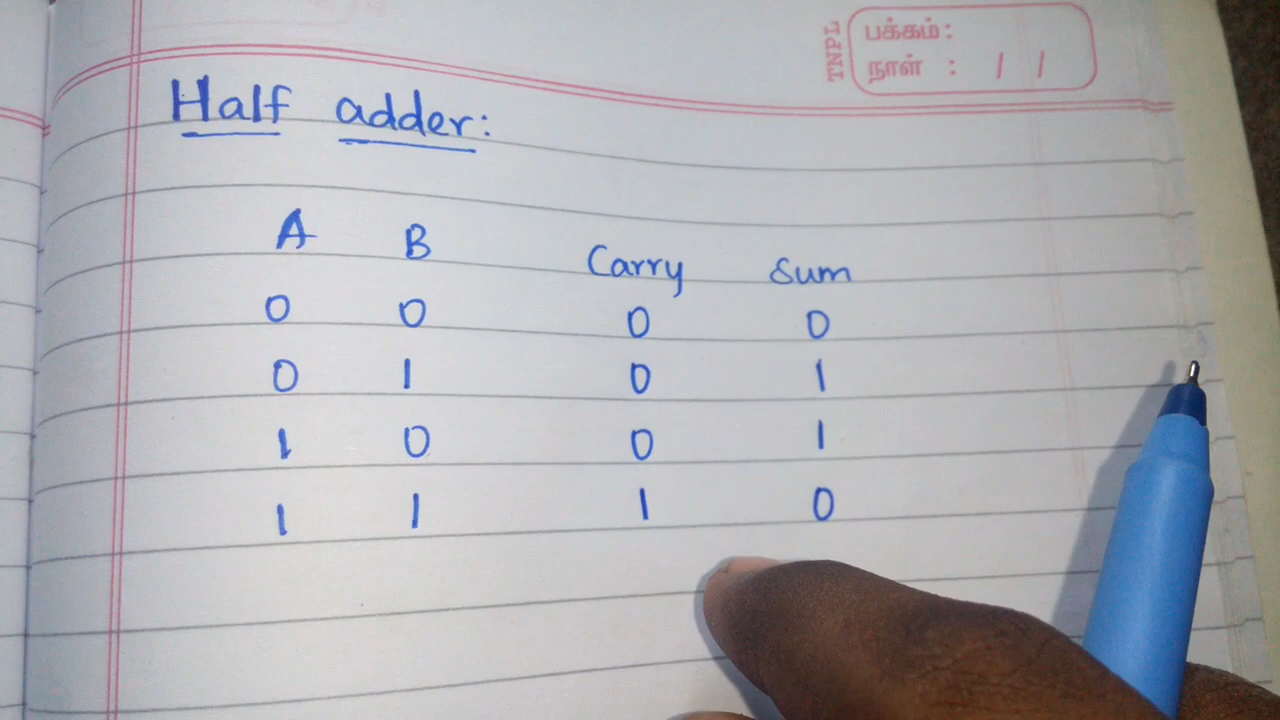 TNPL
பக்கம் :
நாள் : / /
Half adder:
A B Carry Sum
0 0 0 0
0 1 0 1
1 0 0 1
1 1 1 0